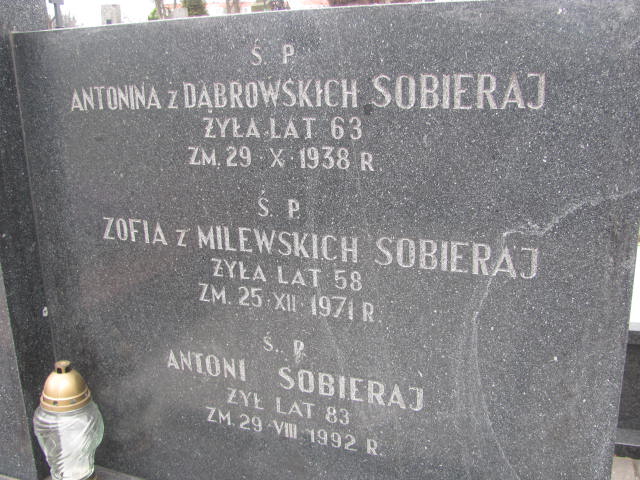 Ś. P.
ANTONINA z DĄBROWSKICH SOBIERAJ
ŻYŁA LAT 63
ZM. 29 · X · 1938 R.
Ś. P.
ZOFIA z MILEWSKICH SOBIERAJ
ŻYŁA LAT 58
ZM. 25 · XII · 1971 R.
Ś. P.
ANTONI SOBIERAJ
ŻYŁ LAT 83
ZM. 29 · VIII · 1992 R.